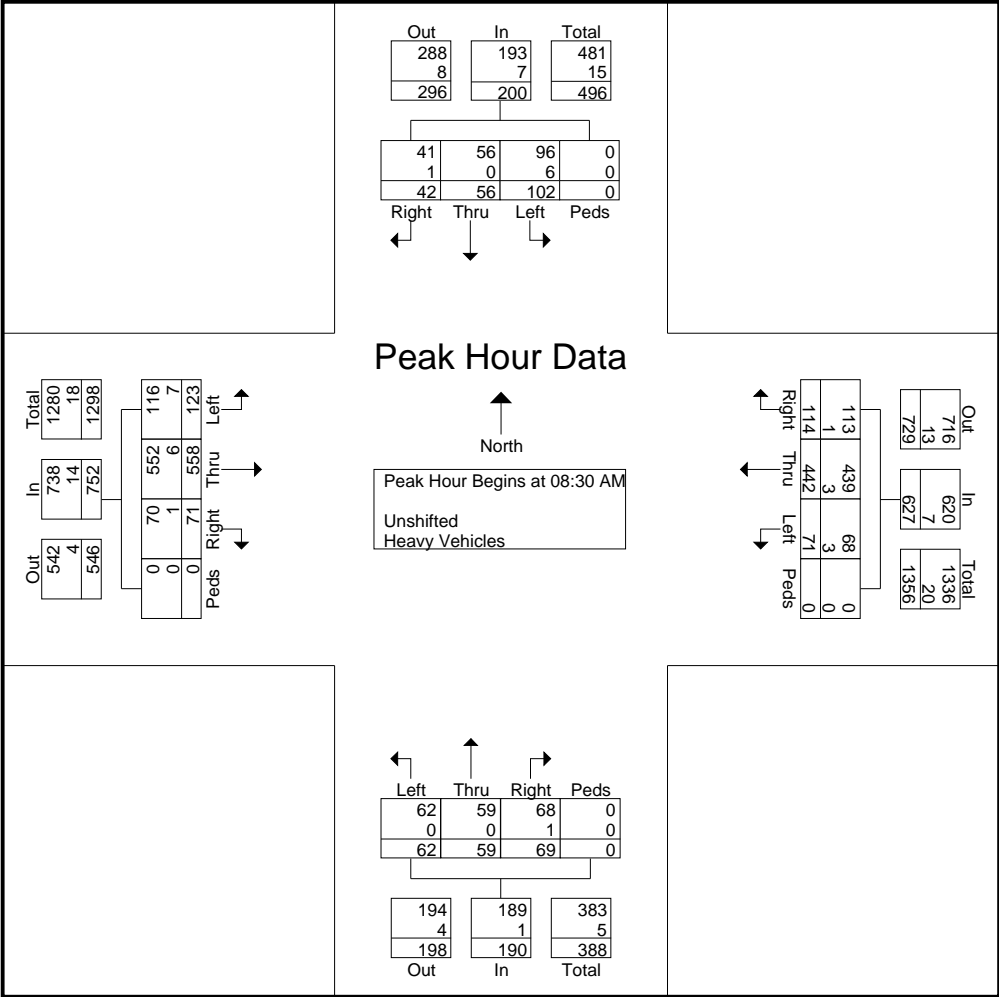 Out In Total
288 193 481
8 7 15
296 200 496
41 56 96 0
1 0 6 0
42 56 102 0
Right Thru Left Peds
Peak Hour Data
North
Peak Hour Begins at 08:30 AM
Unshifted
Heavy Vehicles
Total In Out
1280 738 542
18 14 4
1298 752 546
116 552 70 0
7 6 1 0
123 558 71 0
Left Thru Right Peds
Out In Total
716 620 1336
13 7 20
729 627 1356
113 439 68 0
1 3 3 0
114 442 71 0
Right Thru Left Peds
Left Thru Right Peds
62 59 68 0
0 0 1 0
62 59 69 0
194 189 383
4 1 5
198 190 388
Out In Total